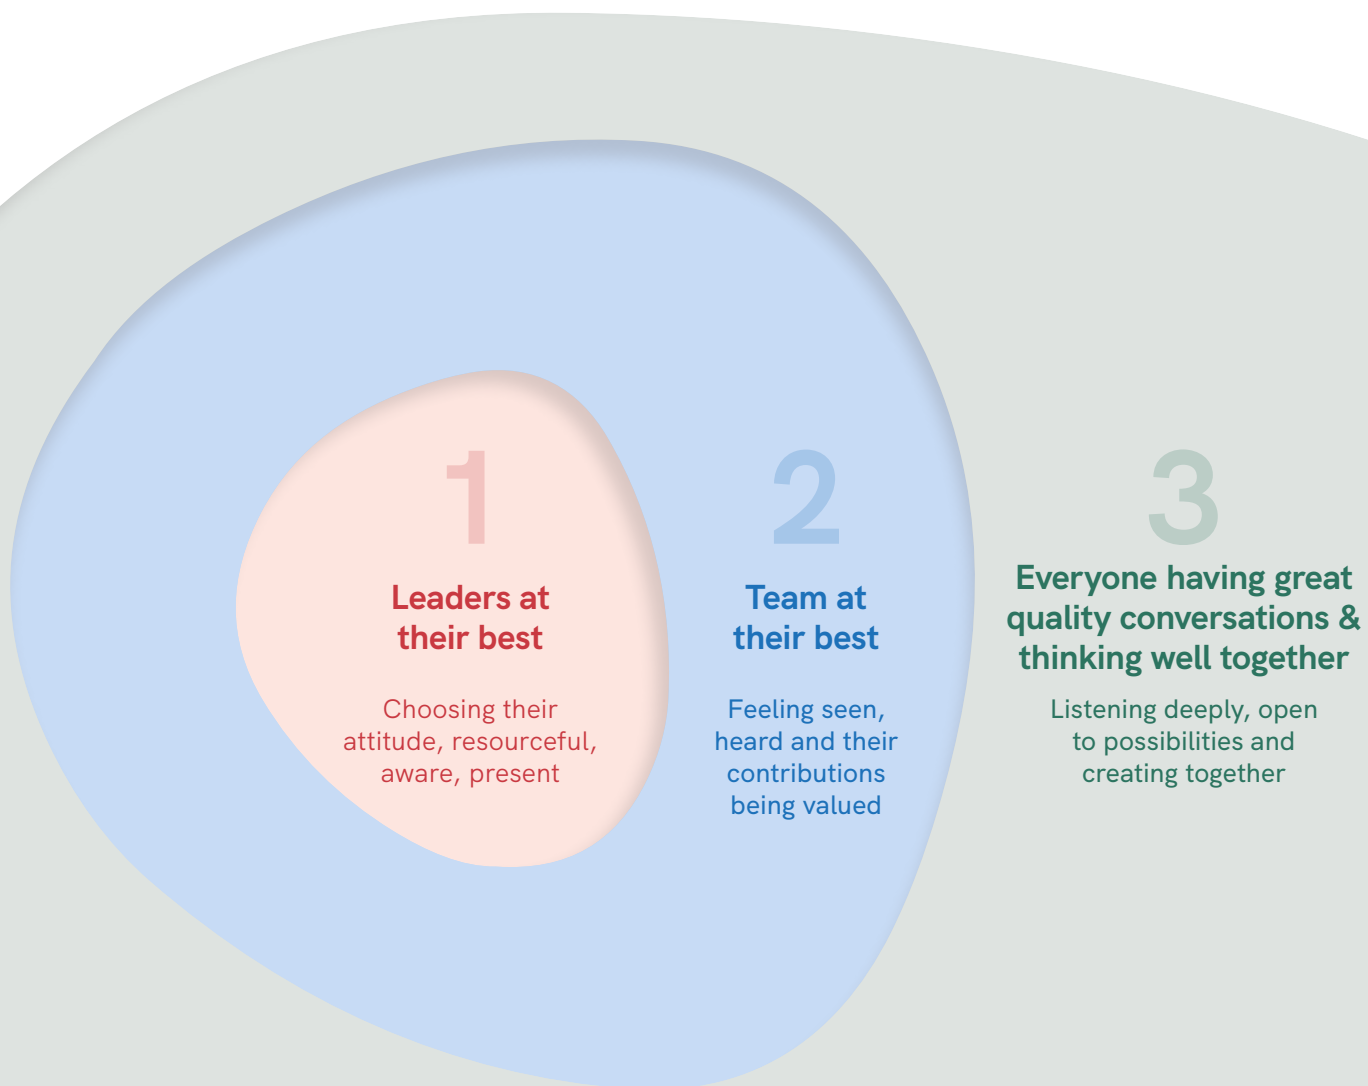 1
Leaders at
their best
Choosing their
attitude, resourceful,
aware, present
2
Team at
their best
Feeling seen,
heard and their
contributions
being valued
3
Everyone having great
quality conversations &
thinking well together
Listening deeply, open
to possibilities and
creating together